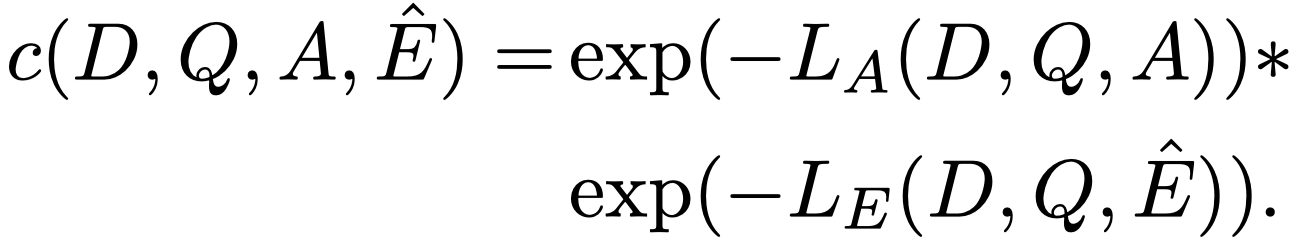 c(D, Q, A, Ê) = exp(−L_A(D, Q, A))∗
exp(−L_E(D, Q, Ê)).